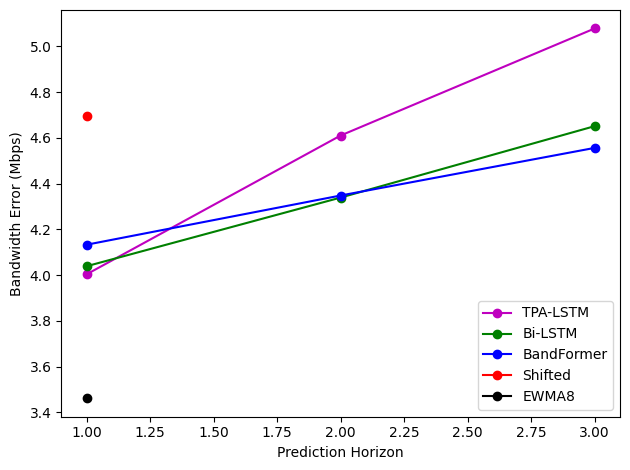 5.0
4.8
4.6
4.4
4.2
4.0
3.8
3.6
3.4
Bandwidth Error (Mbps)
TPA-LSTM
Bi-LSTM
BandFormer
Shifted
EWMA8
1.00 1.25 1.50 1.75 2.00 2.25 2.50 2.75 3.00
Prediction Horizon